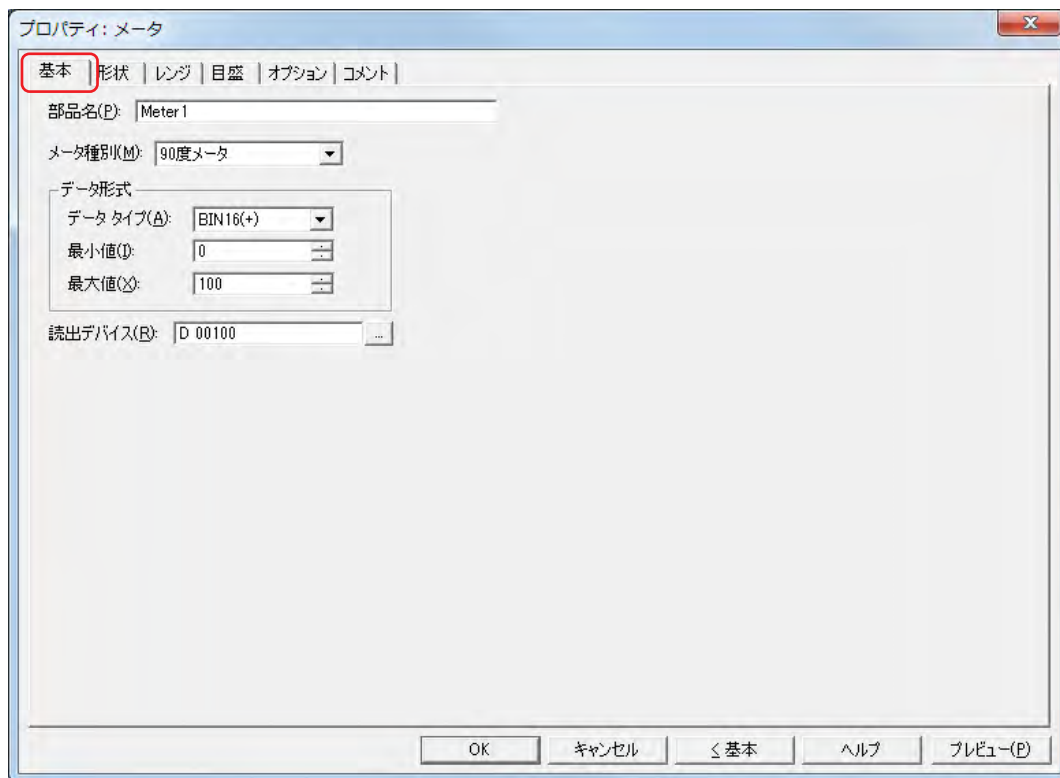 プロパティ: メータ
基本 形状 レンジ 目盛 オプション コメント
部品名(P): Meter1
メータ種別(M): 90度メータ
データ形式
データ タイプ(A): BIN16(+)
最小値(I): 0
最大値(X): 100
読出デバイス(R): D 00100 ...
OK キャンセル < 基本 ヘルプ プレビュー(P)